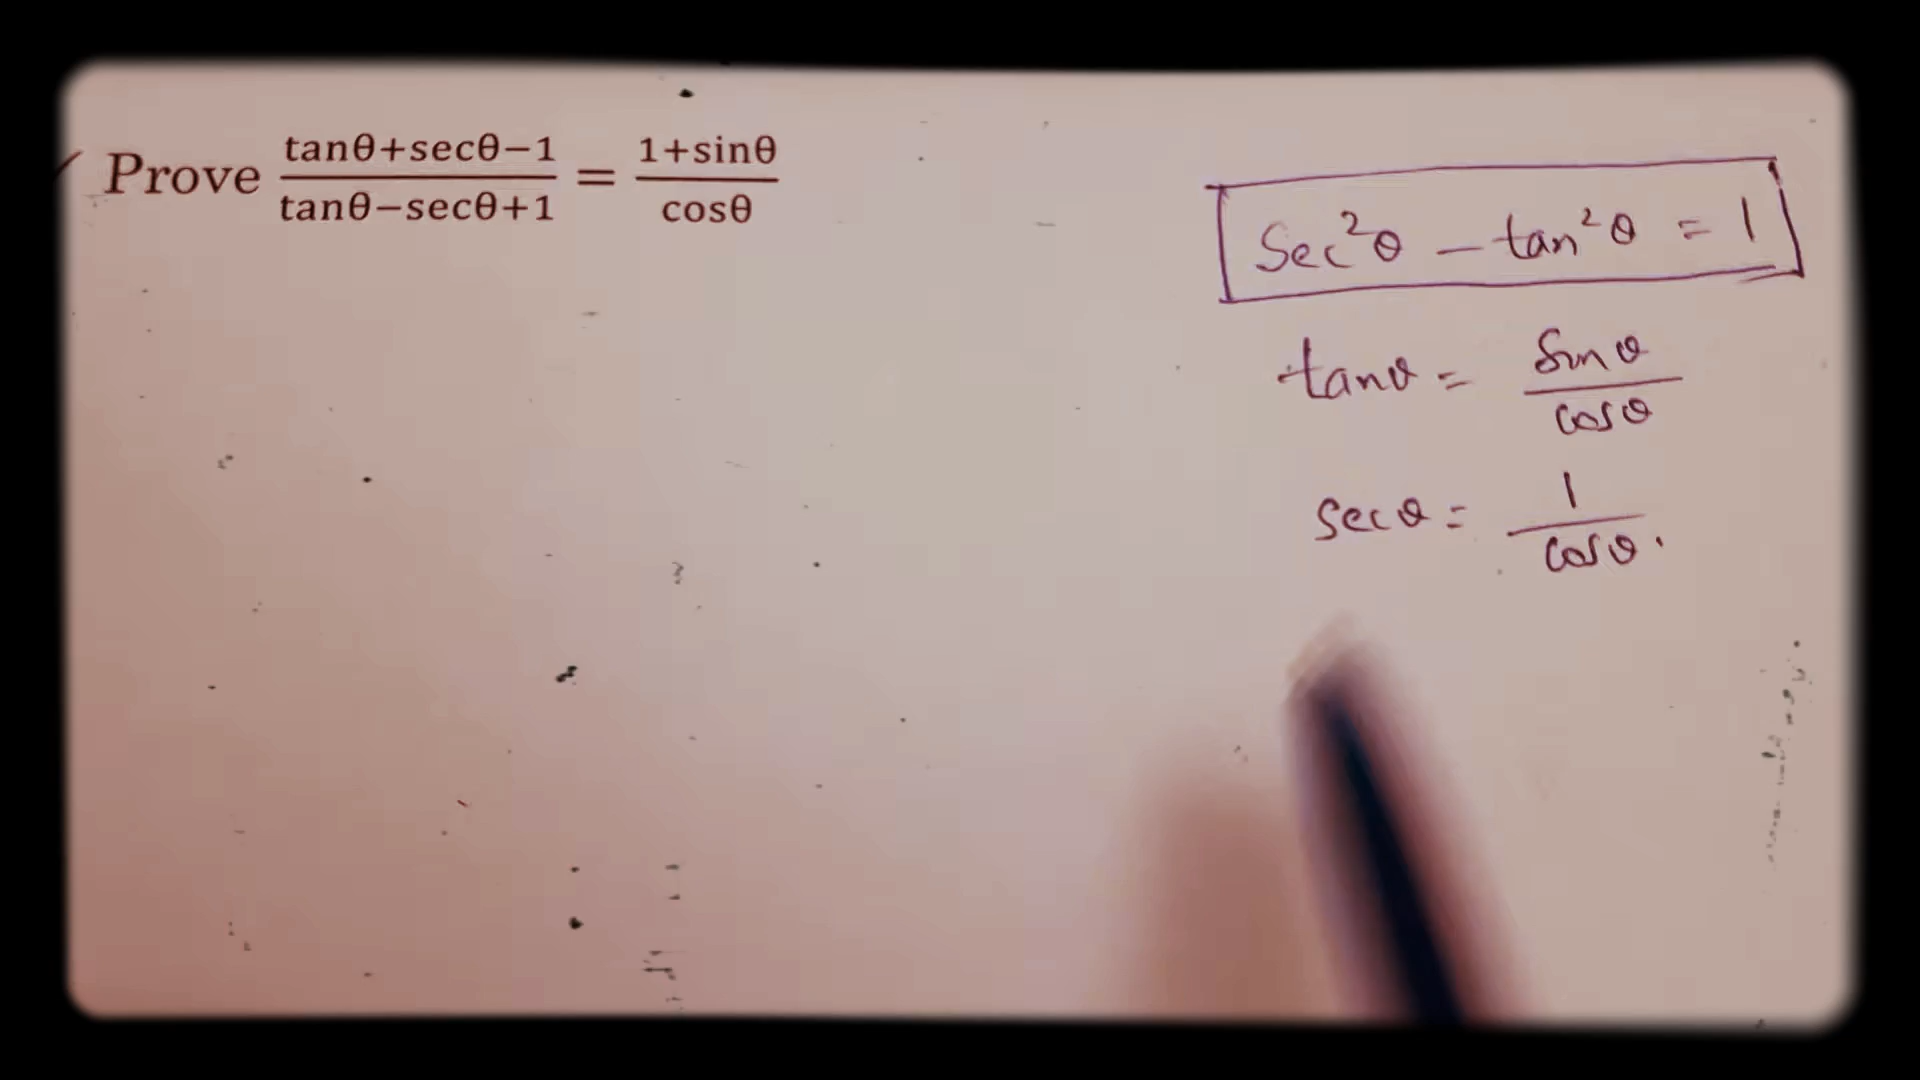 Prove tanθ+secθ−1/tanθ−secθ+1 = 1+sinθ/cosθ
Sec²θ − tan²θ = 1
tanθ = Sinθ/cosθ
secθ = 1/cosθ.